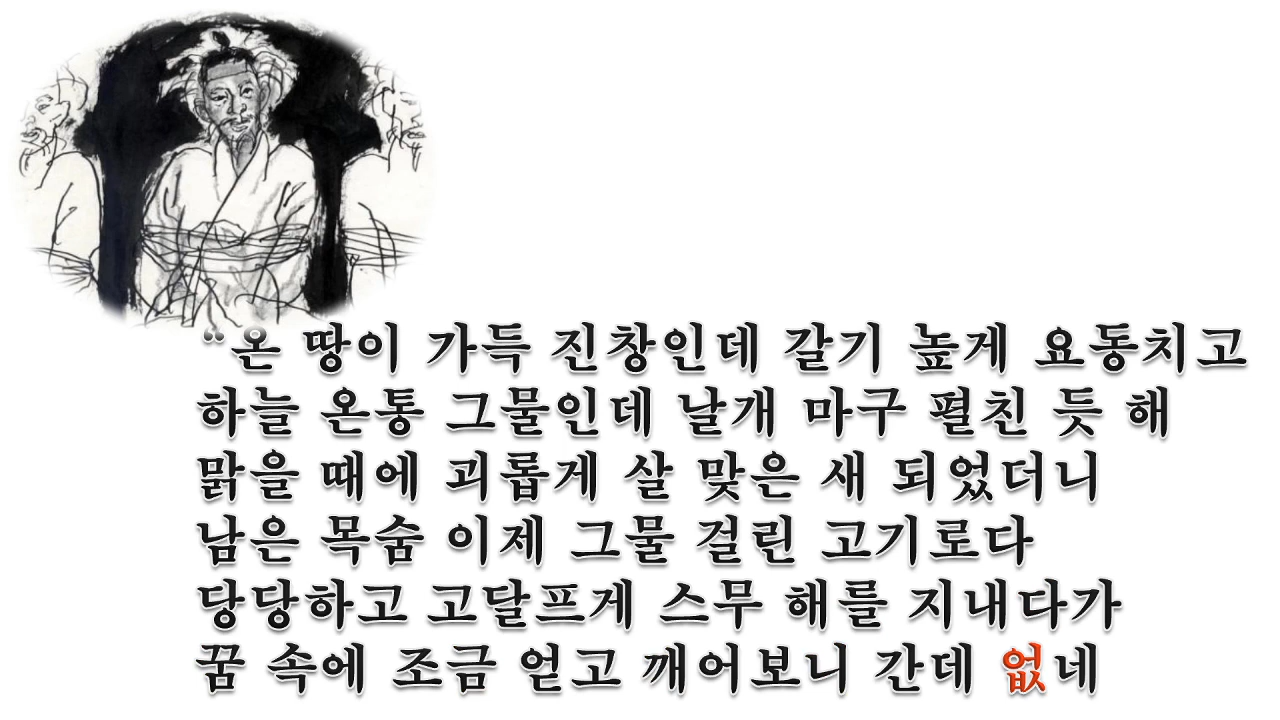 “온 땅이 가득 진창인데 갈기 높게 요동치고
하늘 온통 그물인데 날개 마구 펼친 듯 해
맑을 때에 괴롭게 살 맞은 새 되었더니
남은 목숨 이제 그물 걸린 고기로다
당당하고 고달프게 스무 해를 지내다가
꿈 속에 조금 얻고 깨어보니 간데 없네